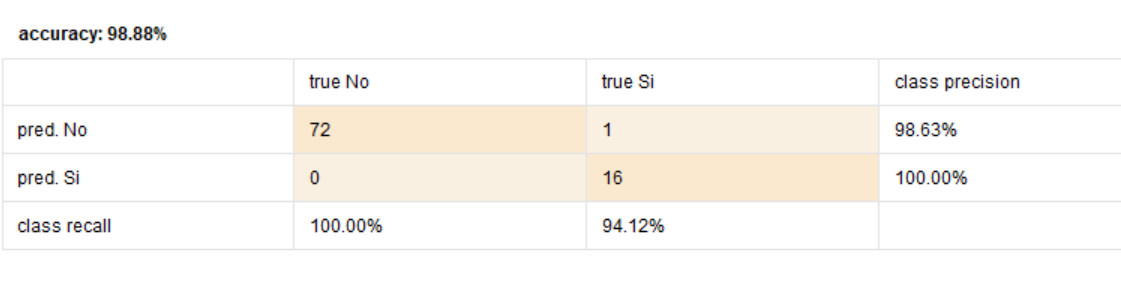 accuracy: 98.88%
true No true Si class precision
pred. No 72 1 98.63%
pred. Si 0 16 100.00%
class recall 100.00% 94.12%